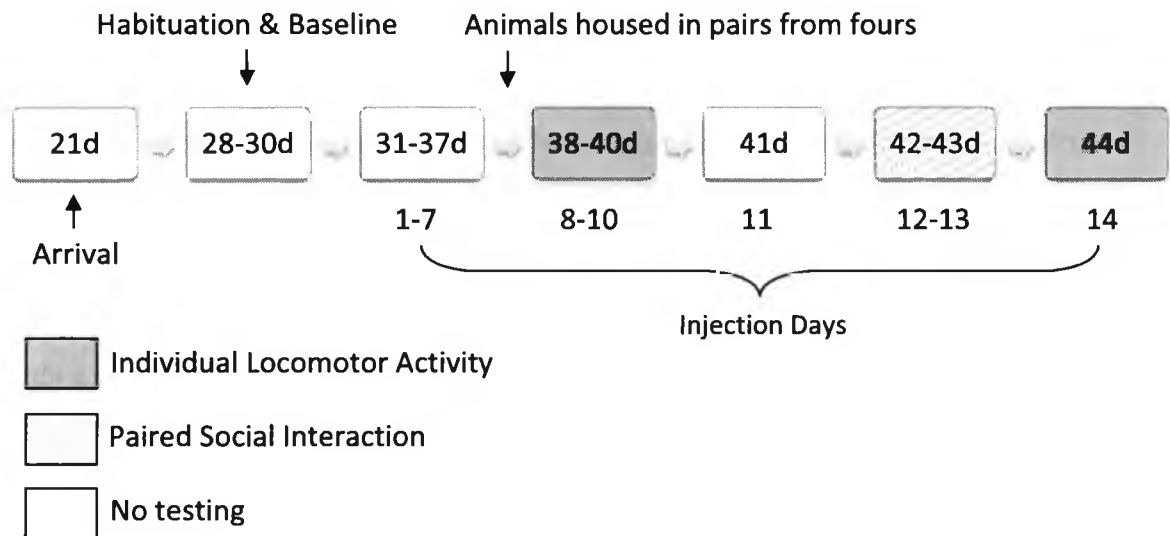 Habituation & Baseline Animals housed in pairs from fours
21d 28-30d 31-37d 38-40d 41d 42-43d 44d
1-7 8-10 11 12-13 14
Arrival
Injection Days
Individual Locomotor Activity
Paired Social Interaction
No testing